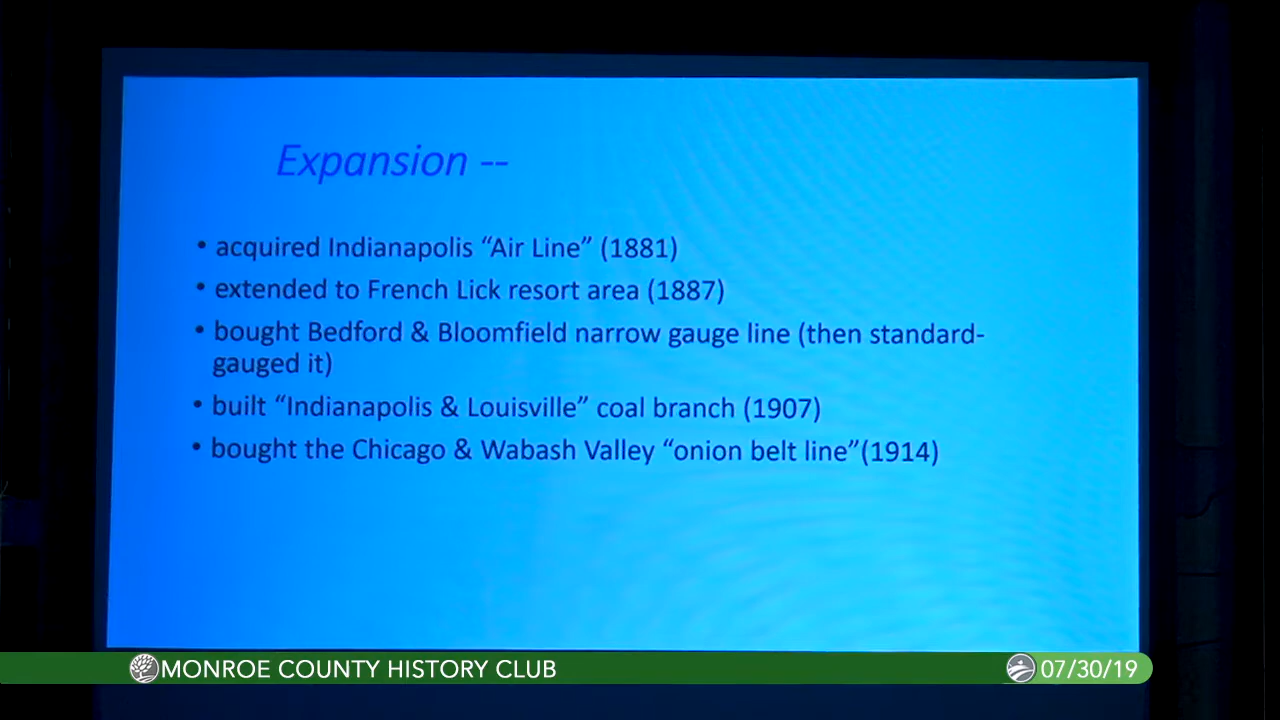 Expansion --
• acquired Indianapolis “Air Line” (1881)
• extended to French Lick resort area (1887)
• bought Bedford & Bloomfield narrow gauge line (then standard-
gauged it)
• built “Indianapolis & Louisville” coal branch (1907)
• bought the Chicago & Wabash Valley “onion belt line”(1914)
MONROE COUNTY HISTORY CLUB
07/30/19